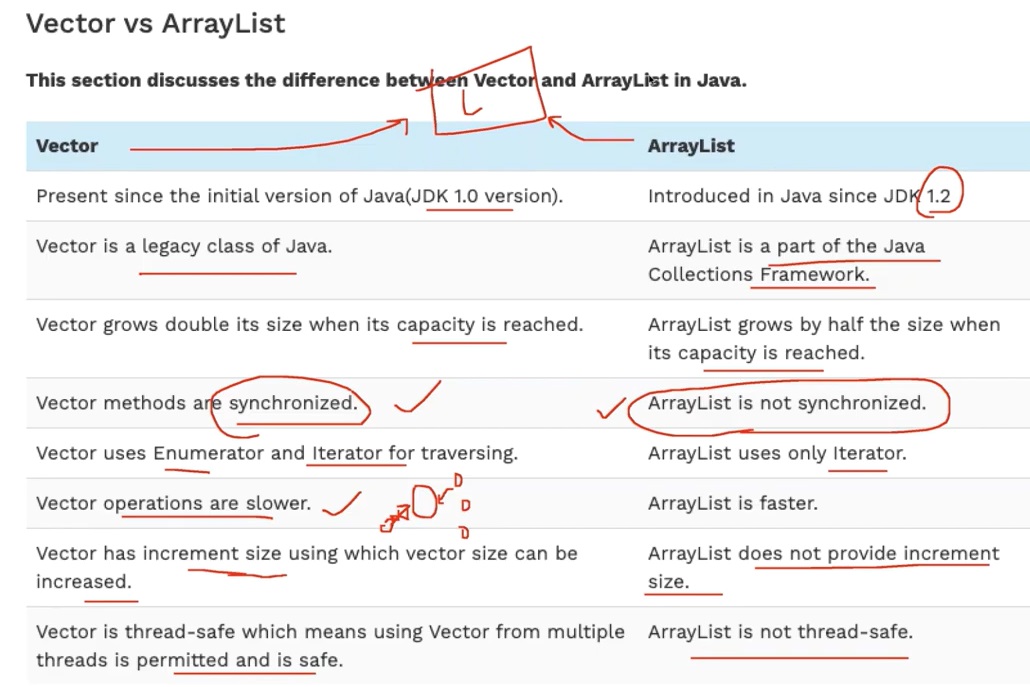 Vector vs ArrayList
This section discusses the difference between Vector and ArrayList in Java.
L
Vector ArrayList
Present since the initial version of Java(JDK 1.0 version). Introduced in Java since JDK 1.2
Vector is a legacy class of Java. ArrayList is a part of the Java
Collections Framework.
Vector grows double its size when its capacity is reached. ArrayList grows by half the size when
its capacity is reached.
Vector methods are synchronized. ArrayList is not synchronized.
Vector uses Enumerator and Iterator for traversing. ArrayList uses only Iterator.
Vector operations are slower. ArrayList is faster.
Vector has increment size using which vector size can be ArrayList does not provide increment
increased. size.
Vector is thread-safe which means using Vector from multiple ArrayList is not thread-safe.
threads is permitted and is safe.